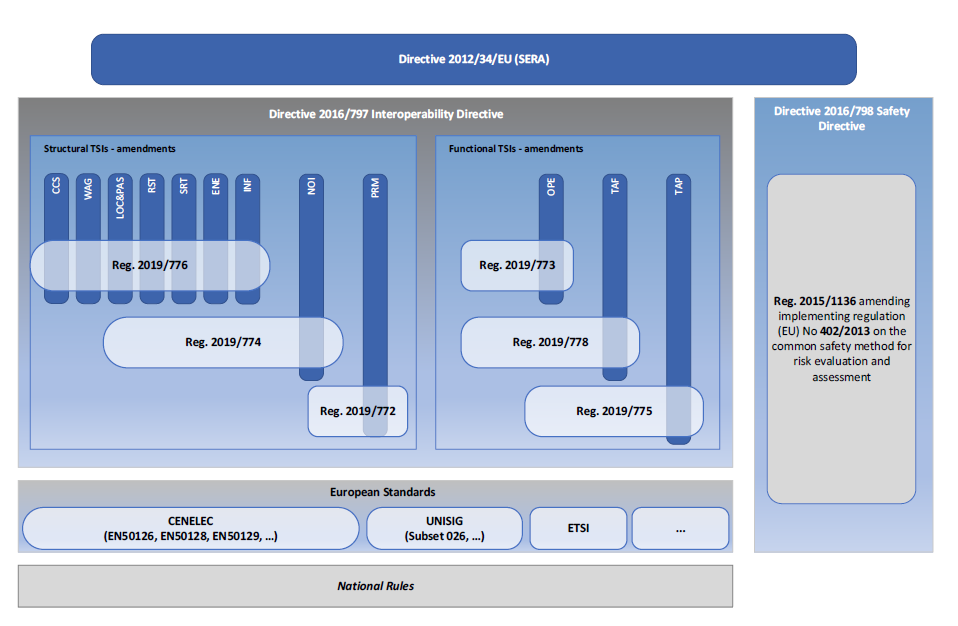 Directive 2012/34/EU (SERA)
Directive 2016/797 Interoperability Directive
Structural TSIs - amendments
CCS
WAG
LOC&PAS
RST
SRT
ENE
INF
NOI
PRM
Reg. 2019/776
Reg. 2019/774
Reg. 2019/772
Functional TSIs - amendments
OPE
TAF
TAP
Reg. 2019/773
Reg. 2019/778
Reg. 2019/775
Directive 2016/798 Safety
Directive
Reg. 2015/1136 amending
implementing regulation
(EU) No 402/2013 on the
common safety method for
risk evaluation and
assessment
European Standards
CENELEC
(EN50126, EN50128, EN50129, ...)
UNISIG
(Subset 026, ...)
ETSI
...
National Rules